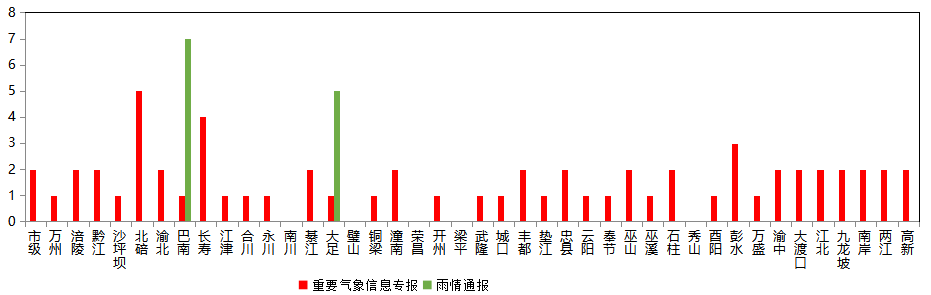 8
7
6
5
4
3
2
1
0
市级
万州
涪陵
黔江
沙坪坝
北碚
渝北
巴南
长寿
江津
合川
永川
南川
綦江
大足
璧山
铜梁
潼南
荣昌
开州
梁平
武隆
城口
丰都
垫江
忠县
云阳
奉节
巫山
巫溪
石柱
秀山
酉阳
彭水
万盛
渝中
大渡口
江北
九龙坡
南岸
两江
高新
重要气象信息专报 雨情通报